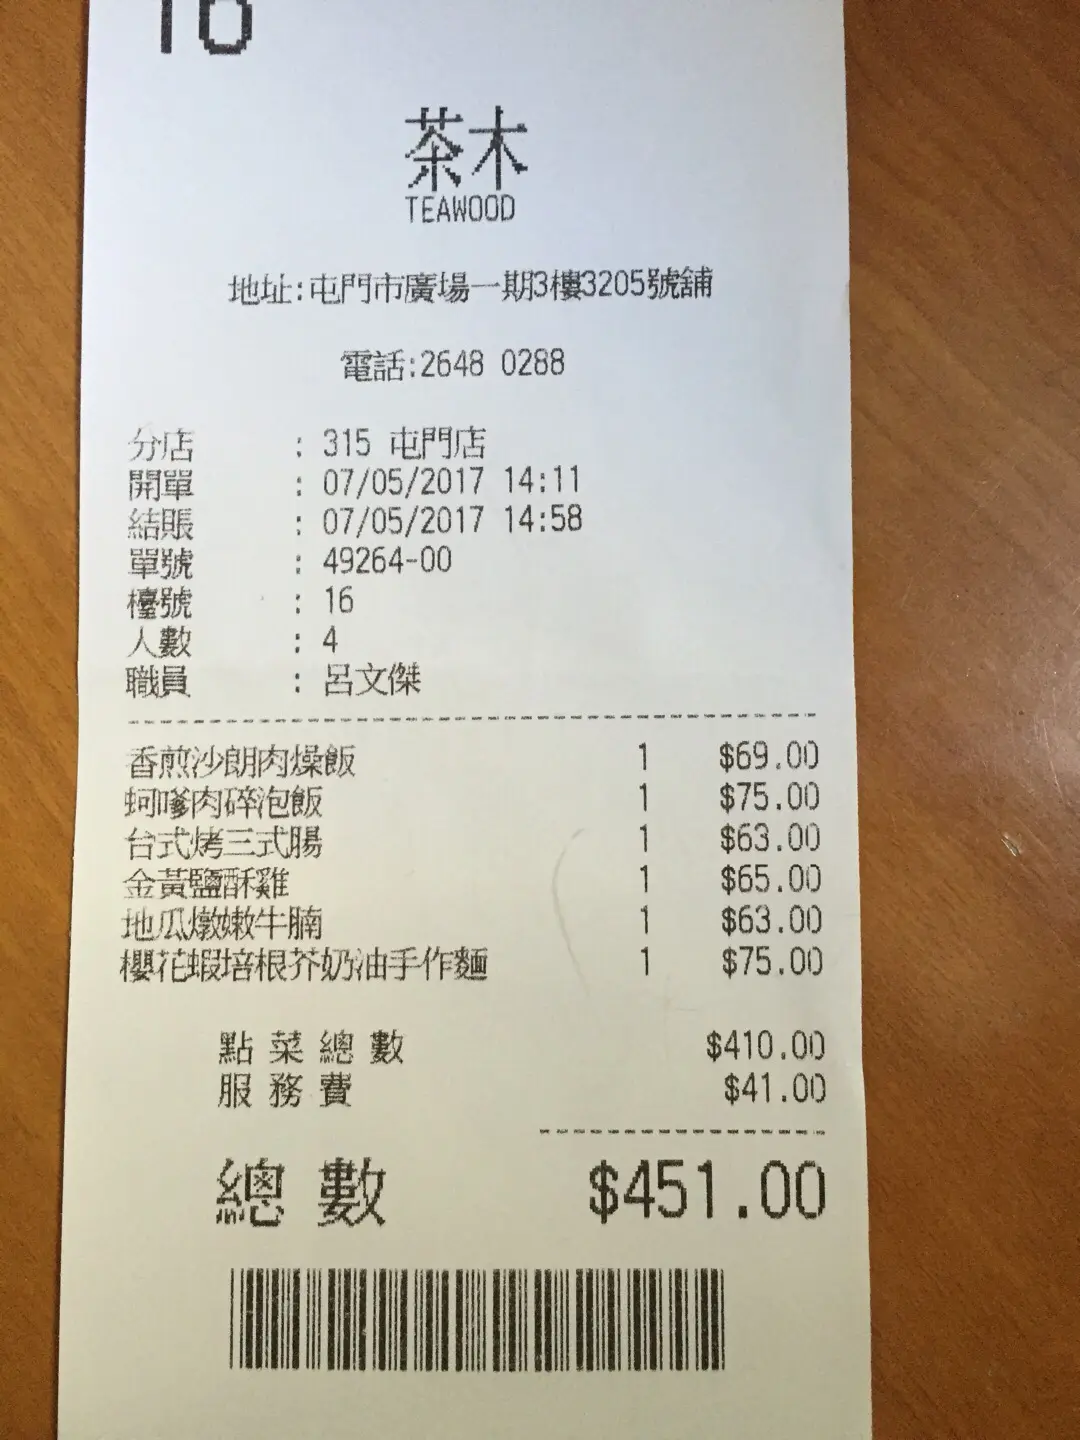 16
茶木
TEAWOOD
地址:屯門市廣場一期3樓3205號舖
電話:2648 0288
分店 : 315 屯門店
開單 : 07/05/2017 14:11
結賬 : 07/05/2017 14:58
單號 : 49264-00
檯號 : 16
人數 : 4
職員 : 呂文傑
香煎沙朗肉燥飯 1 $69.00
蚵嗲肉碎泡飯 1 $75.00
台式烤三式腸 1 $63.00
金黃鹽酥雞 1 $65.00
地瓜燉嫩牛腩 1 $63.00
櫻花蝦培根芥奶油手作麵 1 $75.00
點菜總數 $410.00
服務費 $41.00
總數 $451.00